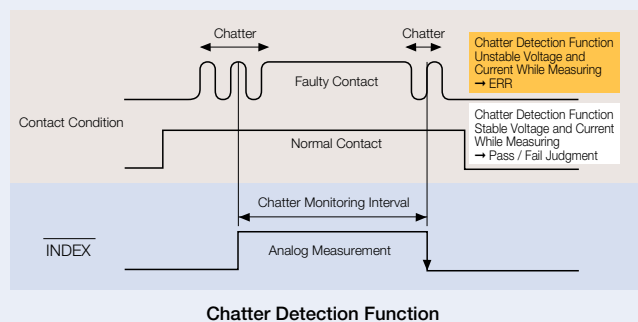 Chatter
Chatter
Chatter Detection Function
Unstable Voltage and
Current While Measuring
→ ERR
Faulty Contact
Contact Condition
Chatter Detection Function
Stable Voltage and Current
While Measuring
→ Pass / Fail Judgment
Normal Contact
Chatter Monitoring Interval
INDEX
Analog Measurement
Chatter Detection Function